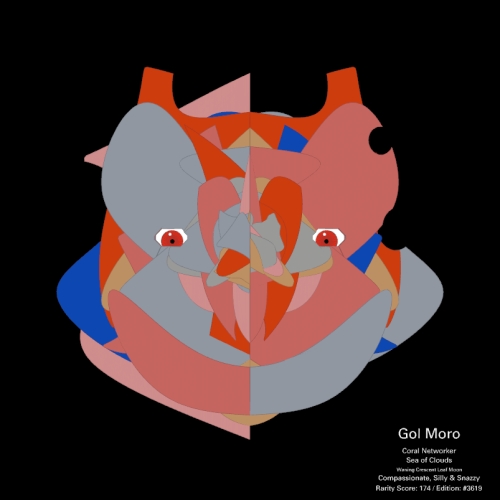 Gol Moro
Coral Networker
Sea of Clouds
Waning Crescent Leaf Moon
Compassionate, Silly & Snazzy
Rarity Score: 174 / Edition: #3619